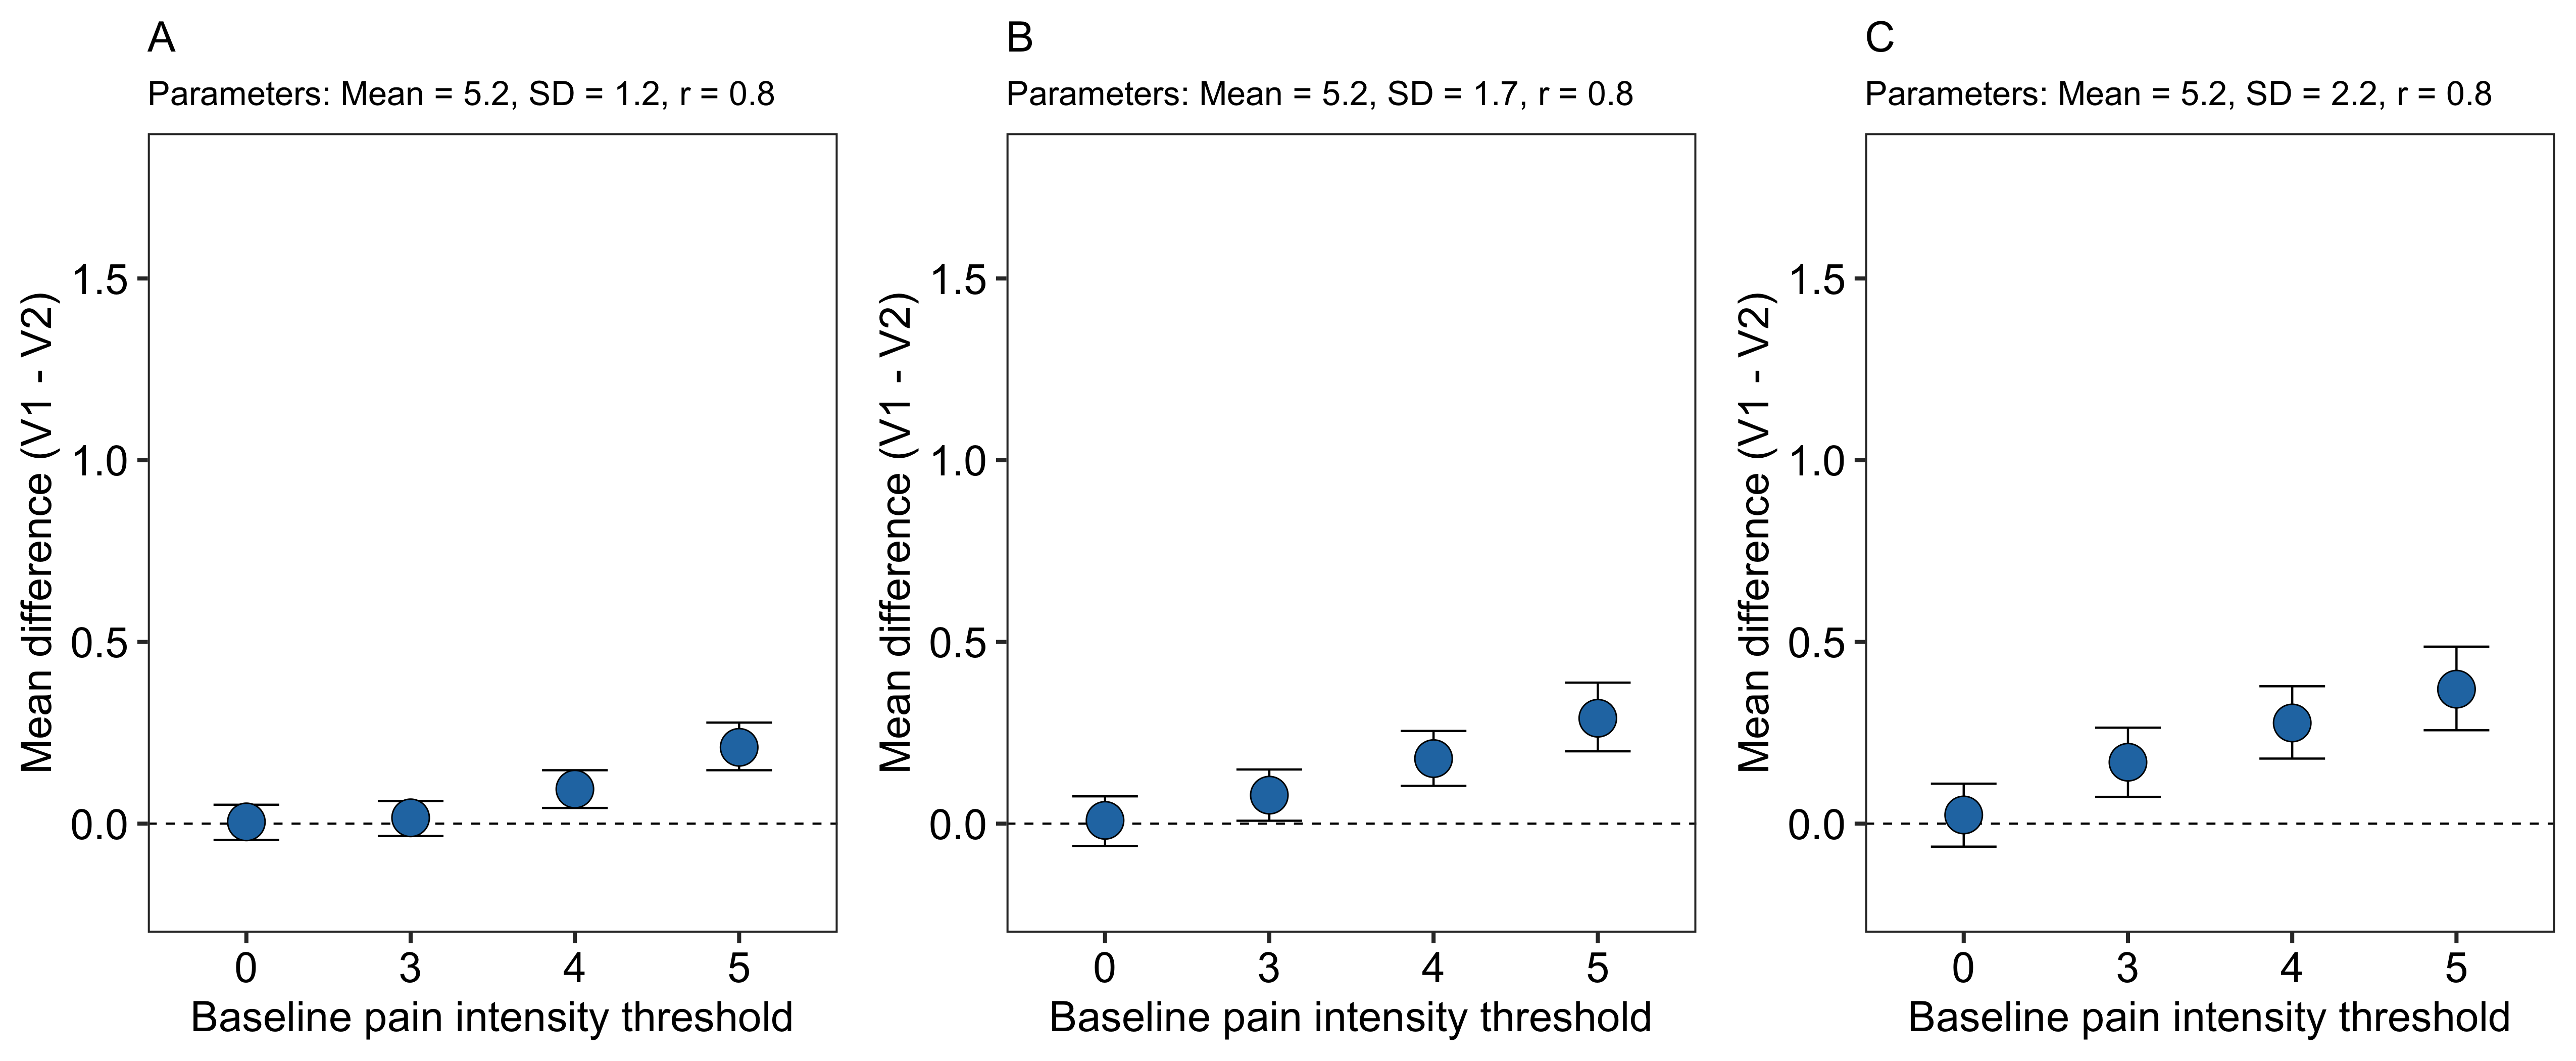 A
Parameters: Mean = 5.2, SD = 1.2, r = 0.8
Mean difference (V1 - V2)
1.5
1.0
0.5
0.0
0 3 4 5
Baseline pain intensity threshold
B
Parameters: Mean = 5.2, SD = 1.7, r = 0.8
Mean difference (V1 - V2)
1.5
1.0
0.5
0.0
0 3 4 5
Baseline pain intensity threshold
C
Parameters: Mean = 5.2, SD = 2.2, r = 0.8
Mean difference (V1 - V2)
1.5
1.0
0.5
0.0
0 3 4 5
Baseline pain intensity threshold